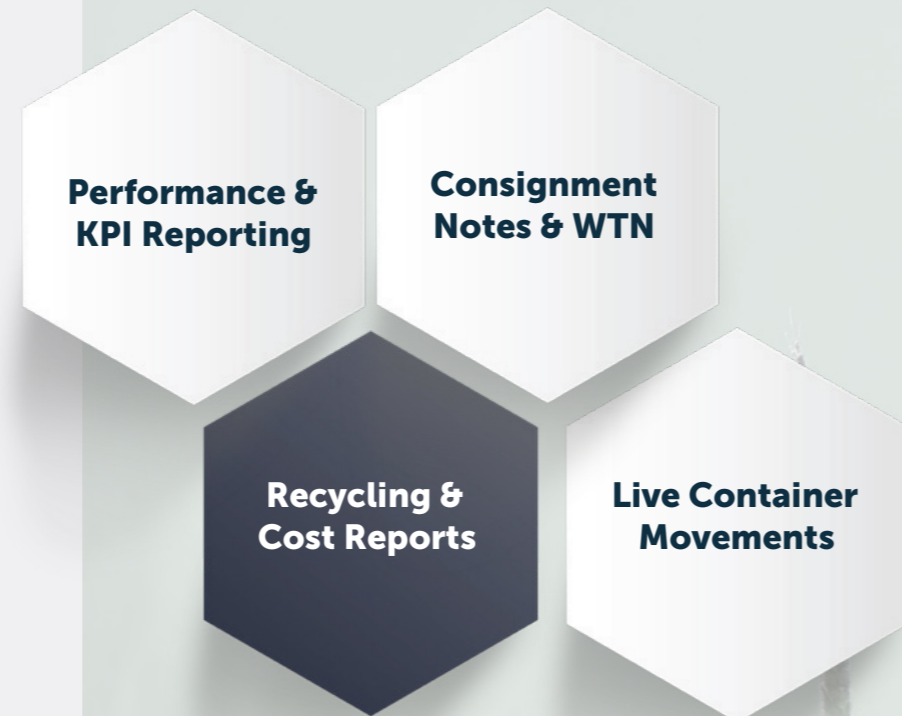 Performance &
KPI Reporting
Consignment
Notes & WTN
Recycling &
Cost Reports
Live Container
Movements